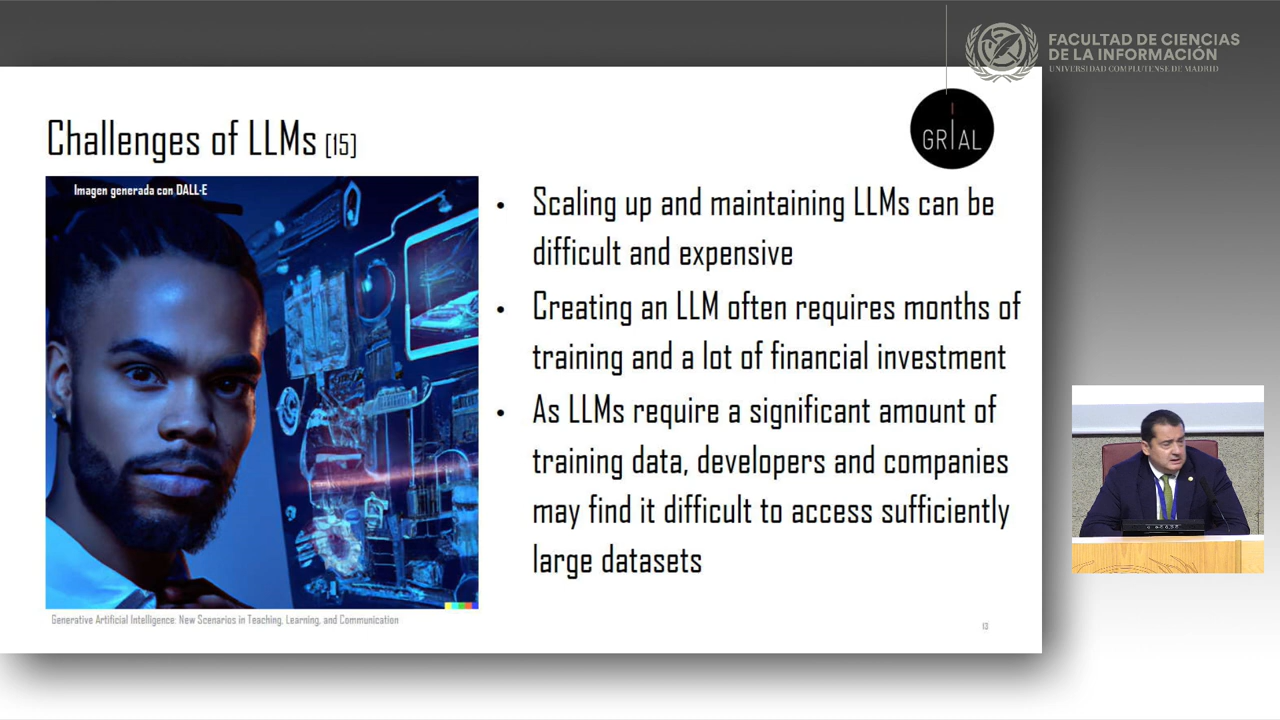 FACULTAD DE CIENCIAS
DE LA INFORMACIÓN
UNIVERSIDAD COMPLUTENSE DE MADRID
GRIAL
Challenges of LLMs [15]
Imagen generada con DALL-E
• Scaling up and maintaining LLMs can be
difficult and expensive
• Creating an LLM often requires months of
training and a lot of financial investment
• As LLMs require a significant amount of
training data, developers and companies
may find it difficult to access sufficiently
large datasets
Generative Artificial Intelligence: New Scenarios in Teaching, Learning, and Communication
13